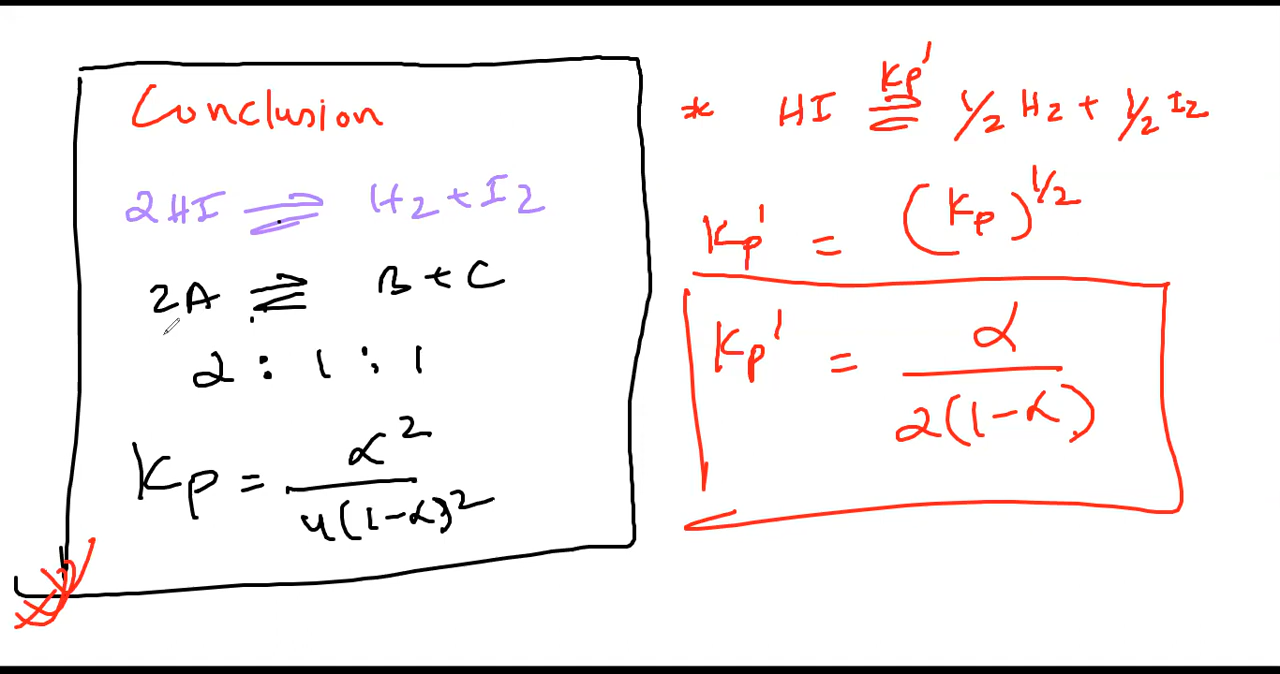 Conclusion
2HI ⇌ H2 + I2
2A ⇌ B + C
2 : 1 : 1
Kp = α^2 / 4(1-α)^2
* HI ⇌ 1/2 H2 + 1/2 I2
Kp'
Kp' = (Kp)^1/2
Kp' = α / 2(1-α)